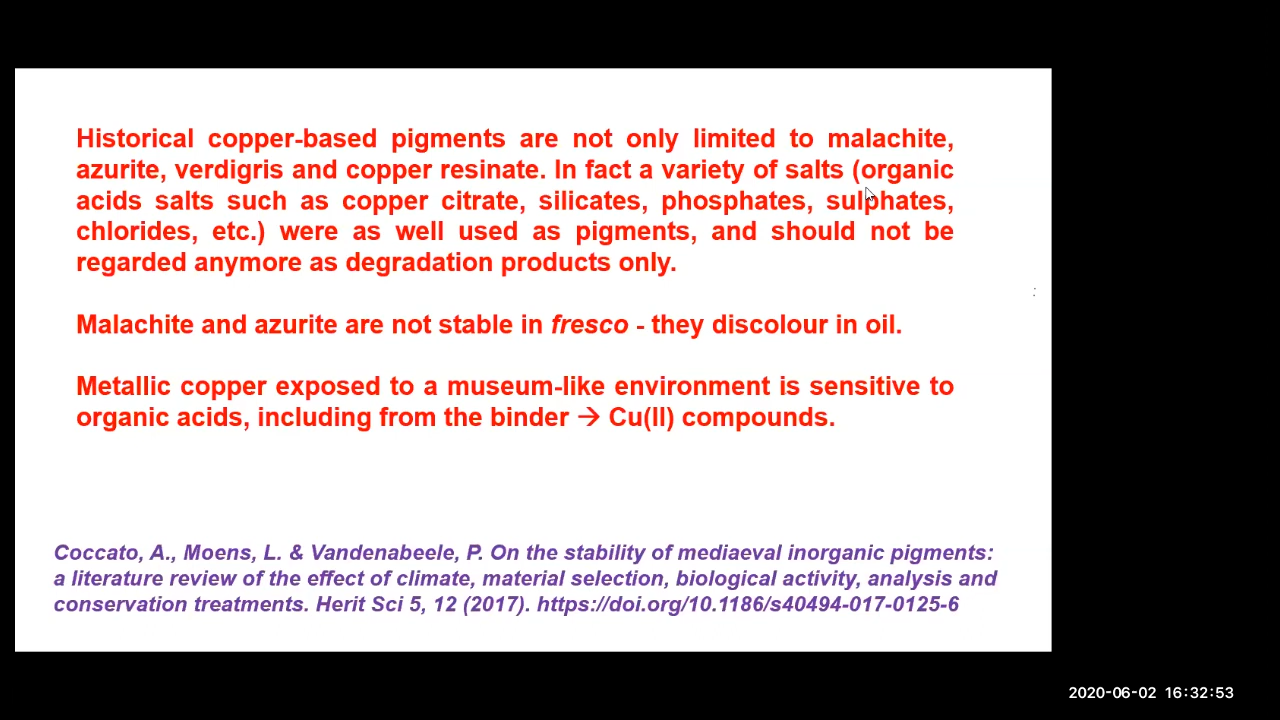 Historical copper-based pigments are not only limited to malachite,
azurite, verdigris and copper resinate. In fact a variety of salts (organic
acids salts such as copper citrate, silicates, phosphates, sulphates,
chlorides, etc.) were as well used as pigments, and should not be
regarded anymore as degradation products only.
Malachite and azurite are not stable in fresco - they discolour in oil.
Metallic copper exposed to a museum-like environment is sensitive to
organic acids, including from the binder → Cu(II) compounds.
:
Coccato, A., Moens, L. & Vandenabeele, P. On the stability of mediaeval inorganic pigments:
a literature review of the effect of climate, material selection, biological activity, analysis and
conservation treatments. Herit Sci 5, 12 (2017). https://doi.org/10.1186/s40494-017-0125-6
2020-06-02 16:32:53